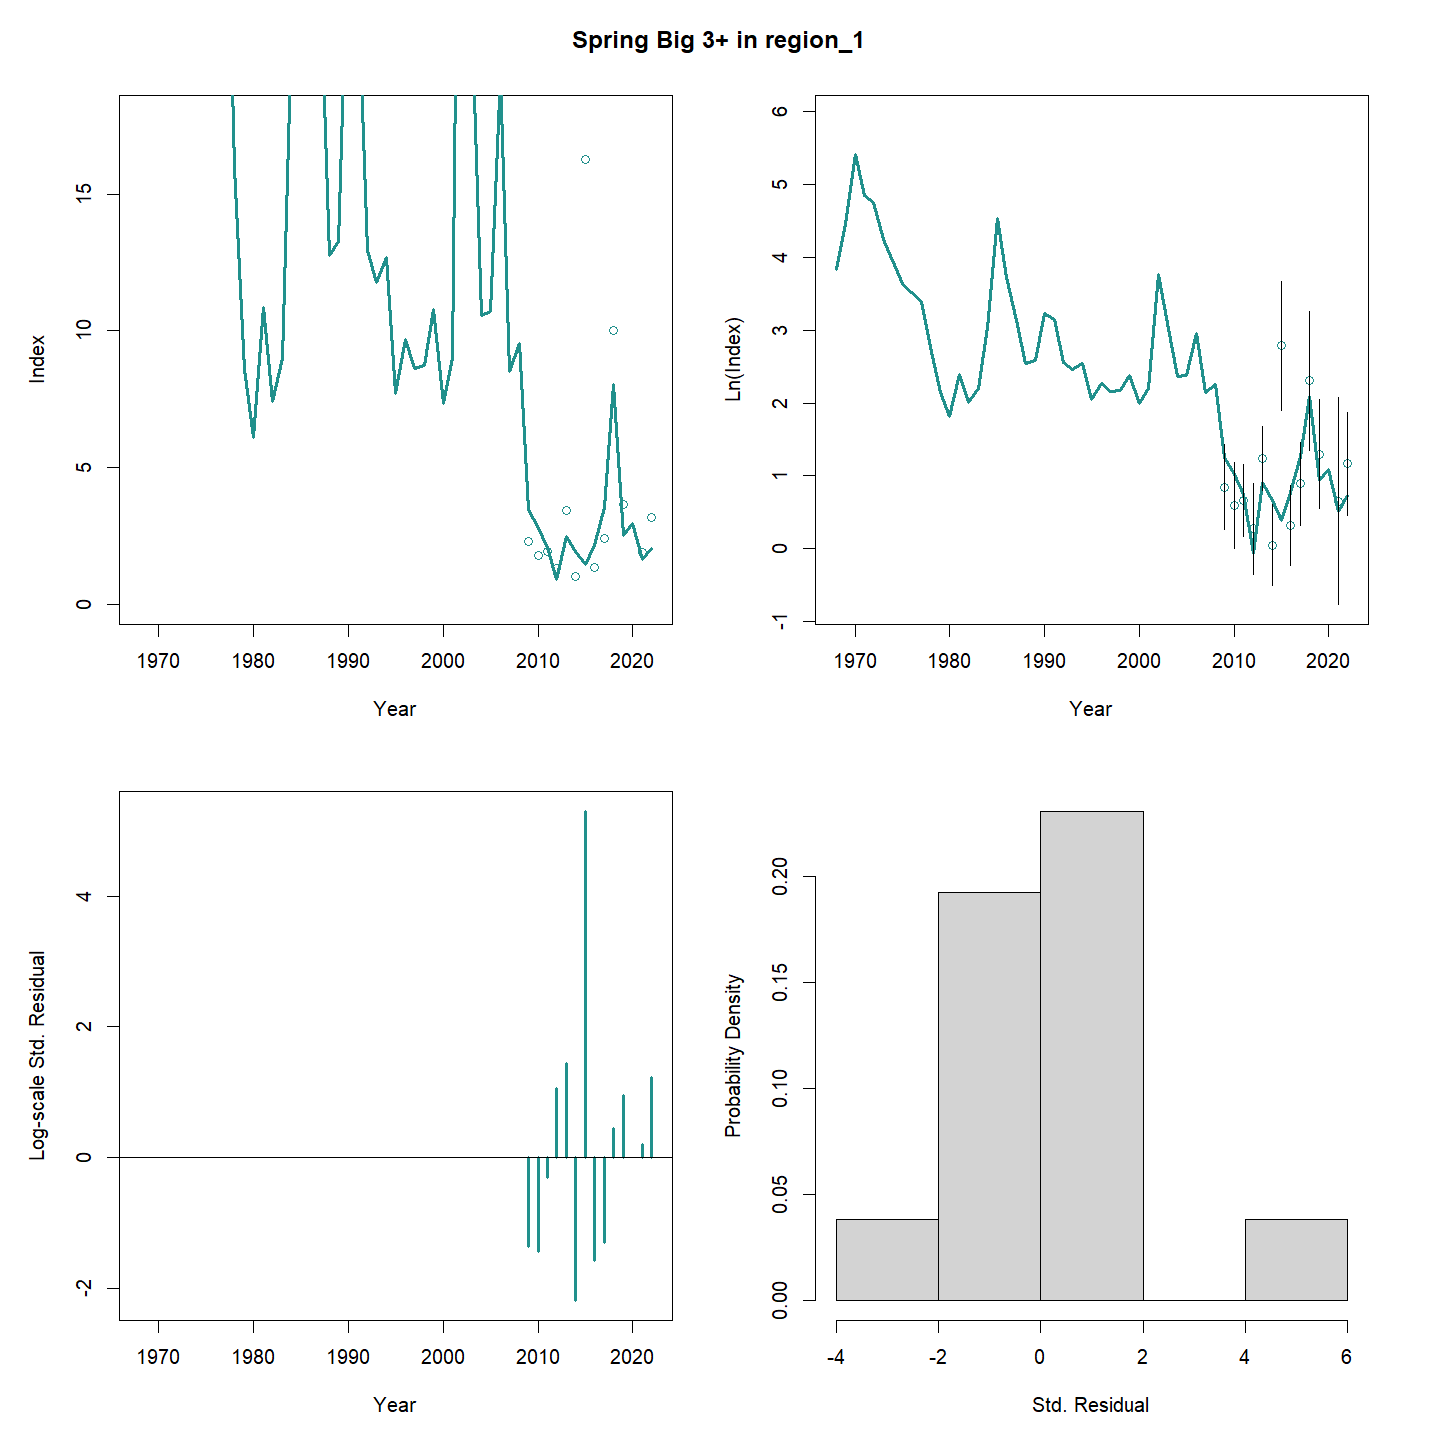 Spring Big 3+ in region_1
Index
0 5 10 15
1970 1980 1990 2000 2010 2020
Year
Ln(Index)
-1 0 1 2 3 4 5 6
1970 1980 1990 2000 2010 2020
Year
Log-scale Std. Residual
-2 0 2 4
1970 1980 1990 2000 2010 2020
Year
Probability Density
0.00 0.05 0.10 0.15 0.20
-4 -2 0 2 4 6
Std. Residual